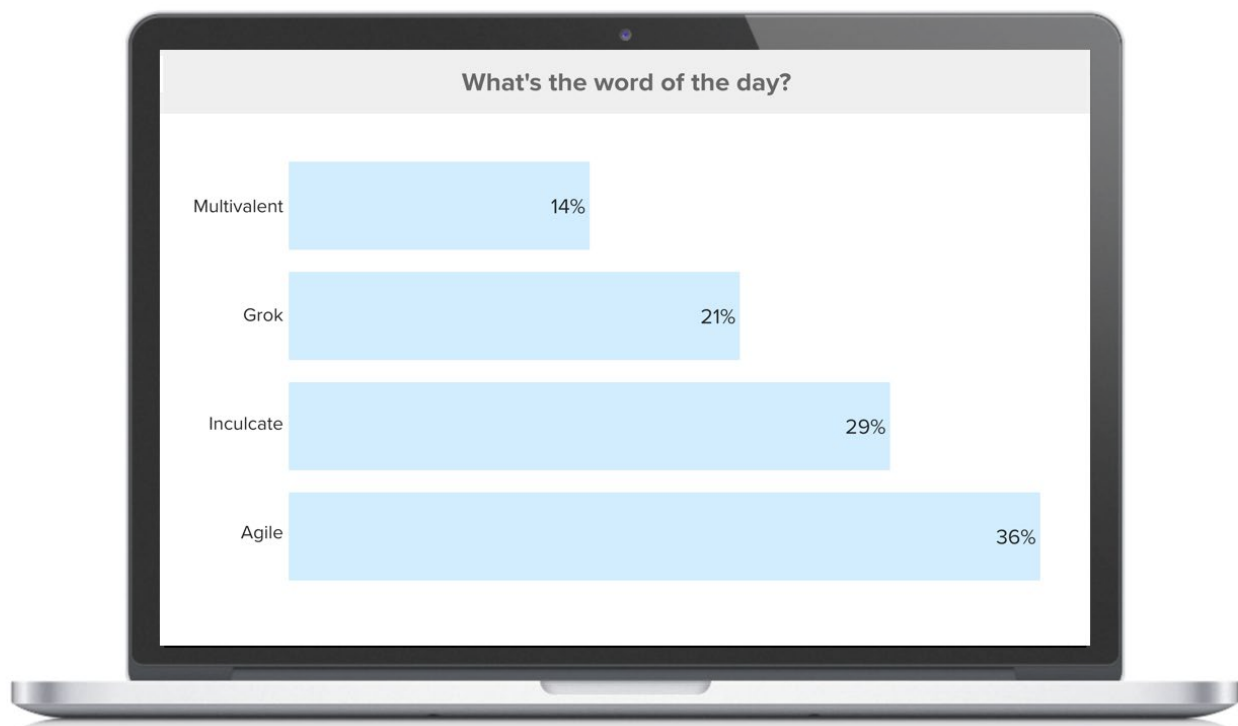 What's the word of the day?
Multivalent 14%
Grok 21%
Inculcate 29%
Agile 36%